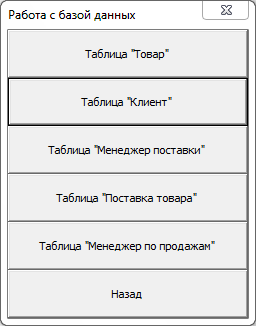 Работа с базой данных
Таблица "Товар"
Таблица "Клиент"
Таблица "Менеджер поставки"
Таблица "Поставка товара"
Таблица "Менеджер по продажам"
Назад